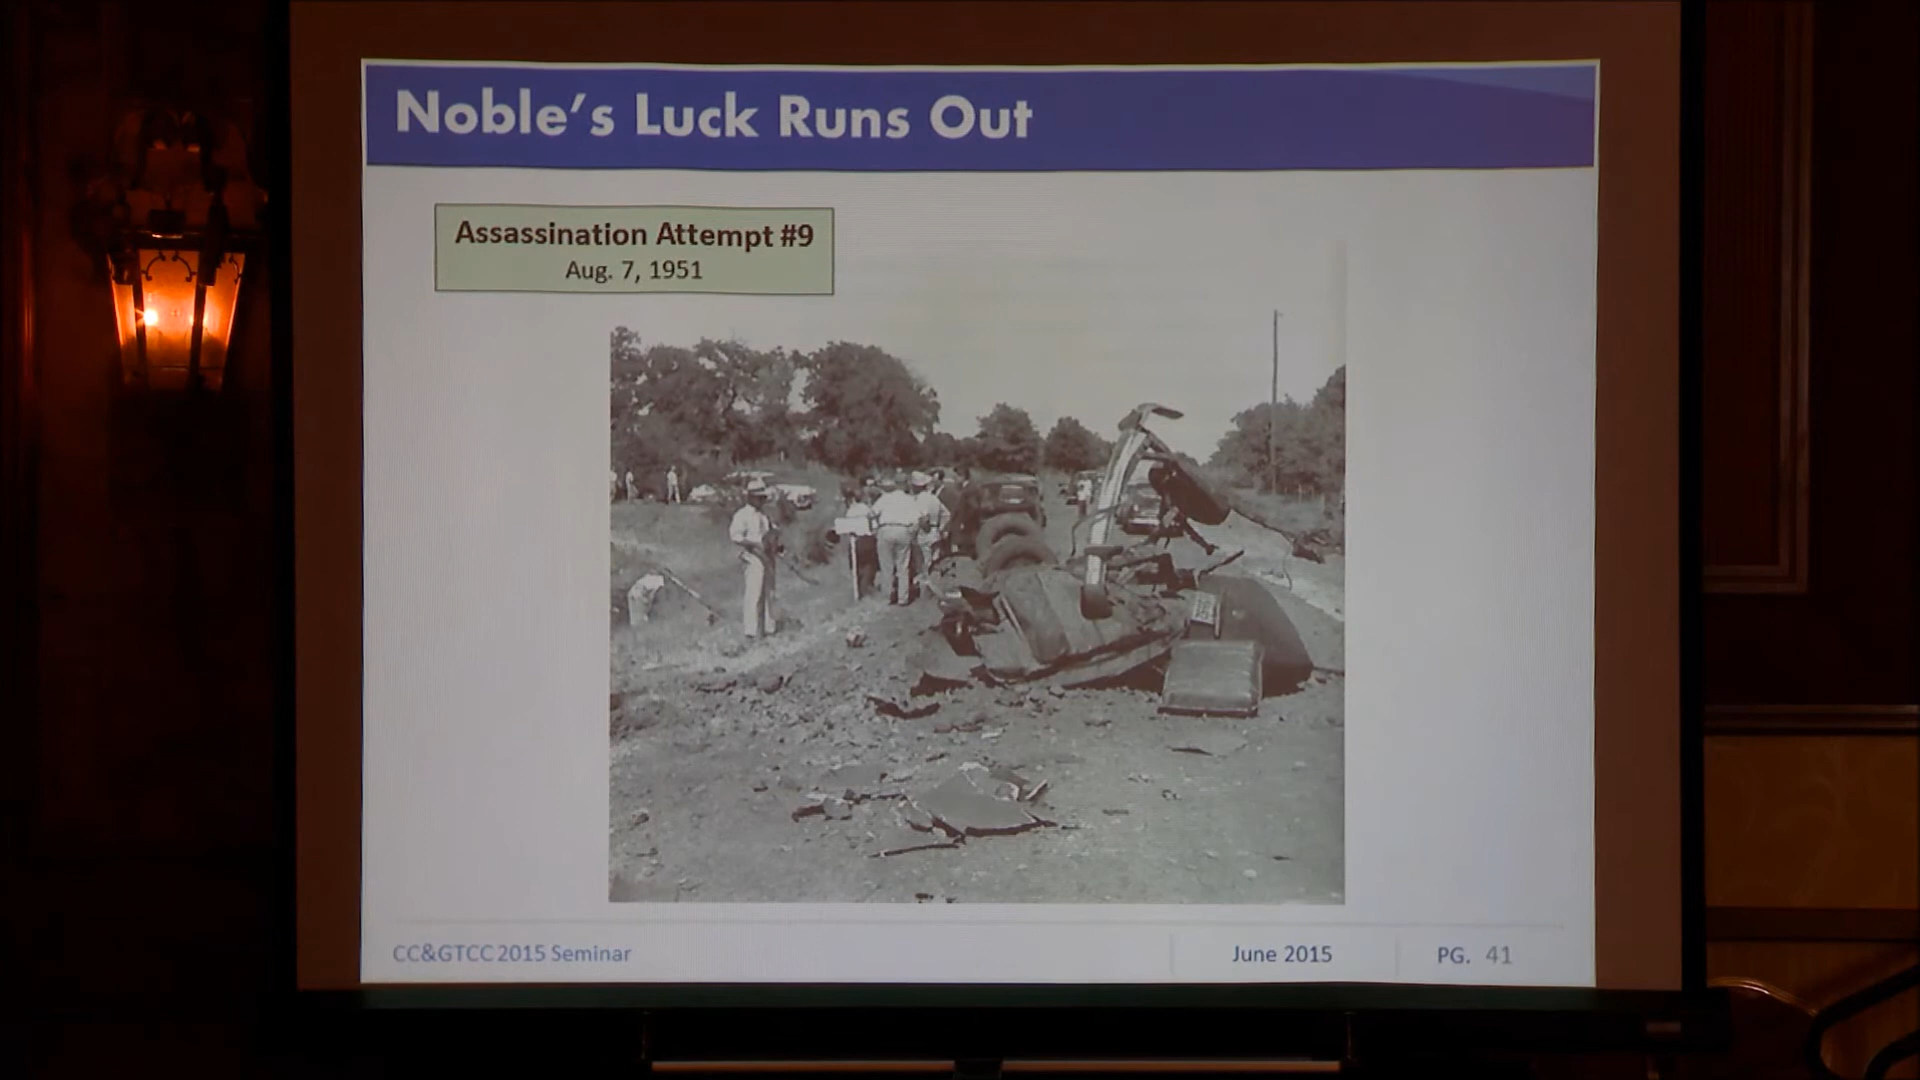 Noble’s Luck Runs Out
Assassination Attempt #9
Aug. 7, 1951
CC&GTCC 2015 Seminar
June 2015
PG. 41